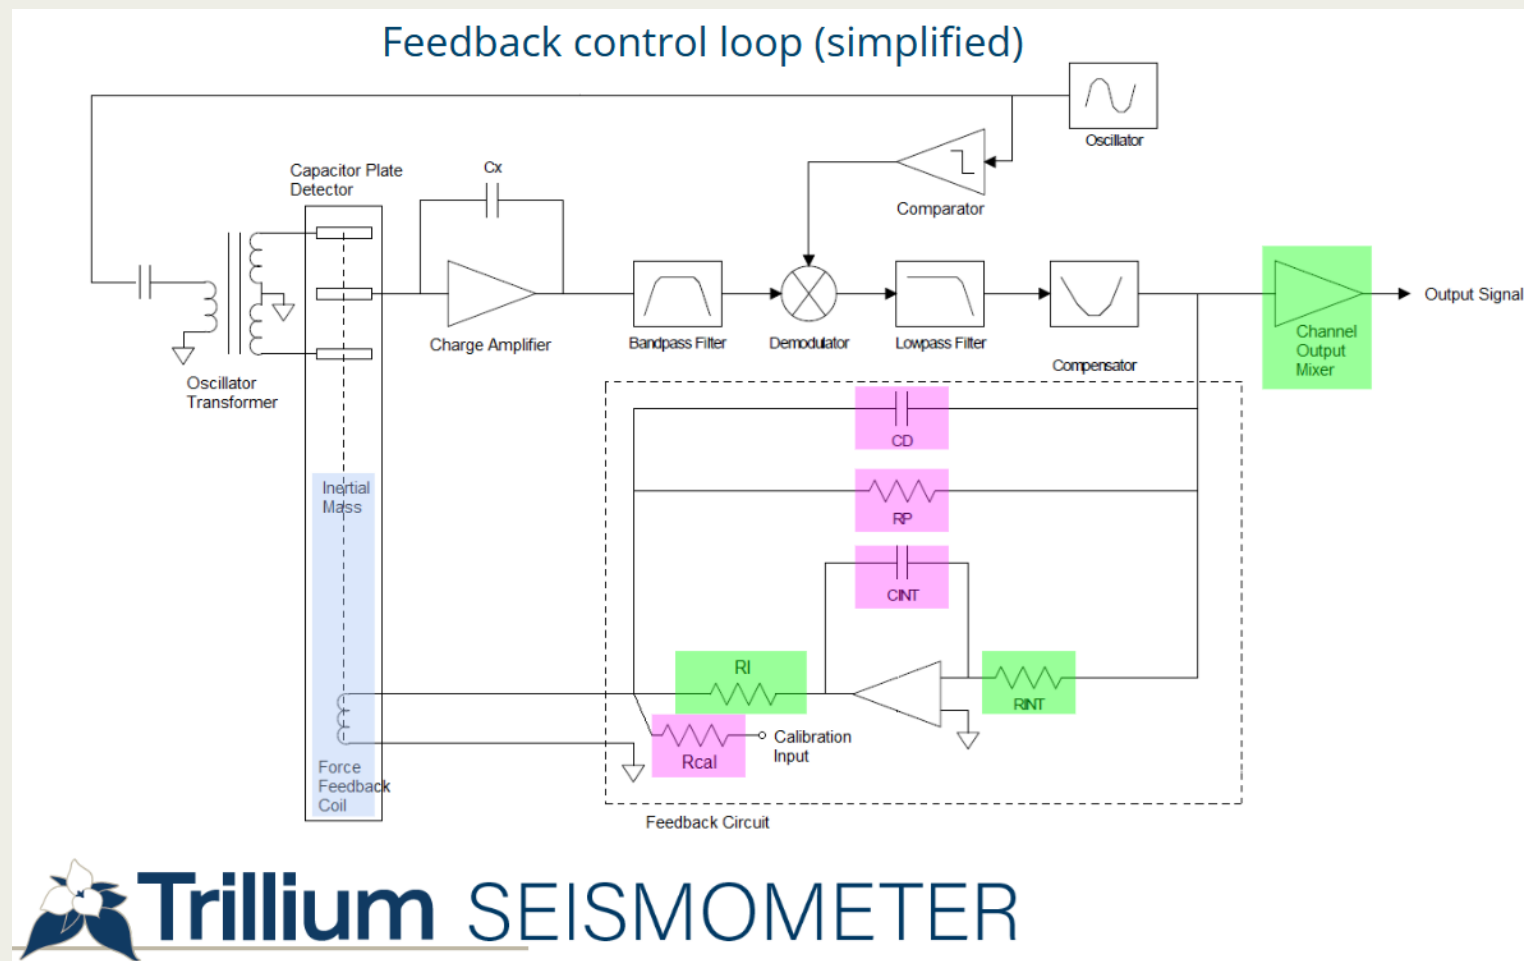 Feedback control loop (simplified)
Oscillator
Capacitor Plate
Detector
Cx
Comparator
Output Signal
Channel
Output
Mixer
Charge Amplifier
Bandpass Filter
Demodulator
Lowpass Filter
Compensator
Oscillator
Transformer
CD
Inertial
Mass
RP
CINT
RI
RINT
Rcal
Calibration
Input
Force
Feedback
Coil
Feedback Circuit
Trillium SEISMOMETER